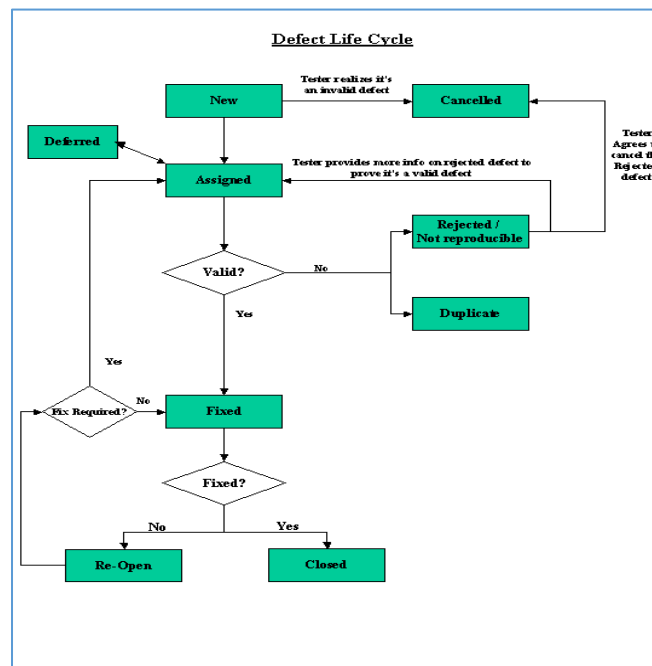 Defect Life Cycle
Tester realizes it's
an invalid defect
New
Cancelled
Tester
Agrees
cancel
Rejecte
defect
Deferred
Tester provides more info on rejected defect to
prove it's a valid defect
Assigned
Rejected /
Not reproducible
Valid?
No
Duplicate
Yes
Yes
Fix Required?
No
Fixed
Fixed?
No
Yes
Re-Open
Closed